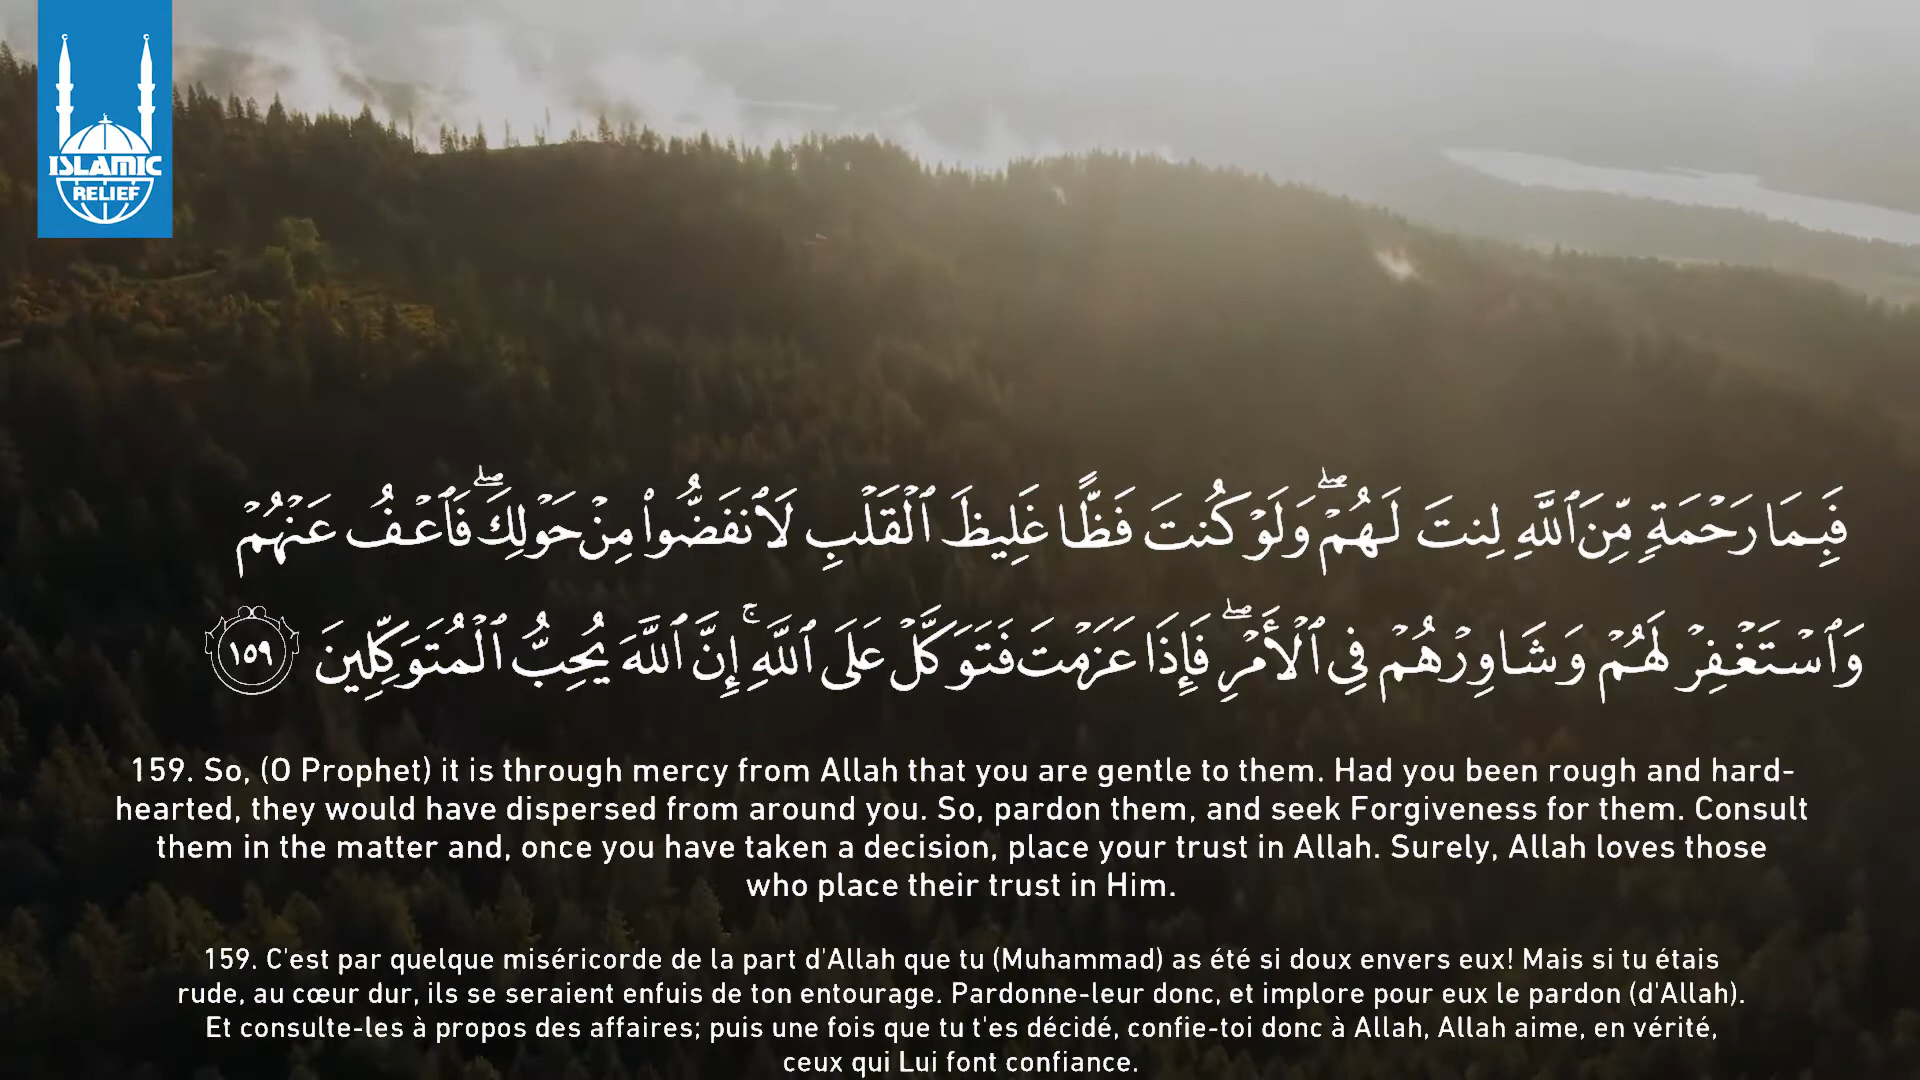 ISLAMIC
RELIEF
فَبِمَا رَحْمَةٍ مِّنَ ٱللَّهِ لِنتَ لَهُمْ ۖ وَلَوْ كُنتَ فَظًّا غَلِيظَ ٱلْقَلْبِ لَٱنفَضُّوا۟ مِنْ حَوْلِكَ ۖ فَٱعْفُ عَنْهُمْ
وَٱسْتَغْفِرْ لَهُمْ وَشَاوِرْهُمْ فِى ٱلْأَمْرِ ۖ فَإِذَا عَزَمْتَ فَتَوَكَّلْ عَلَى ٱللَّهِ ۚ إِنَّ ٱللَّهَ يُحِبُّ ٱلْمُتَوَكِّلِينَ ١٥٩
159. So, (O Prophet) it is through mercy from Allah that you are gentle to them. Had you been rough and hard-
hearted, they would have dispersed from around you. So, pardon them, and seek Forgiveness for them. Consult
them in the matter and, once you have taken a decision, place your trust in Allah. Surely, Allah loves those
who place their trust in Him.
159. C'est par quelque miséricorde de la part d'Allah que tu (Muhammad) as été si doux envers eux! Mais si tu étais
rude, au cœur dur, ils se seraient enfuis de ton entourage. Pardonne-leur donc, et implore pour eux le pardon (d'Allah).
Et consulte-les à propos des affaires; puis une fois que tu t'es décidé, confie-toi donc à Allah, Allah aime, en vérité,
ceux qui Lui font confiance.